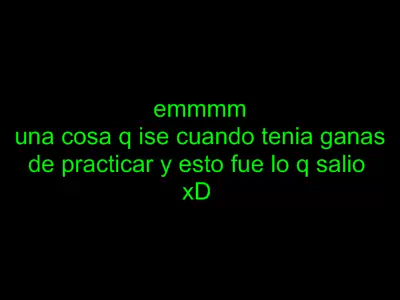 emmmm
una cosa q ise cuando tenia ganas
de practicar y esto fue lo q salio
xD